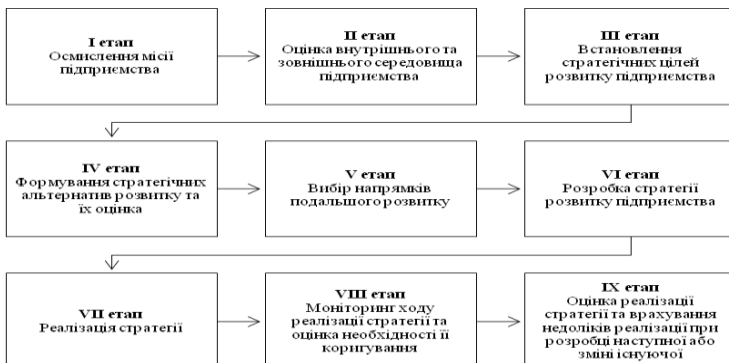 I етап
Осмислення місії
підприємства
II етап
Оцінка внутрішнього та
зовнішнього середовища
підприємства
III етап
Встановлення
стратегічних цілей
розвитку підприємства
IV етап
Формування стратегічних
альтернатив розвитку та
їх оцінка
V етап
Вибір напрямків
подальшого розвитку
VI етап
Розробка стратегії
розвитку підприємства
VII етап
Реалізація стратегії
VIII етап
Моніторинг ходу
реалізації стратегії та
оцінка необхідності її
коригування
IX етап
Оцінка реалізації
стратегії та врахування
недоліків реалізації при
розробці наступної або
зміні існуючої